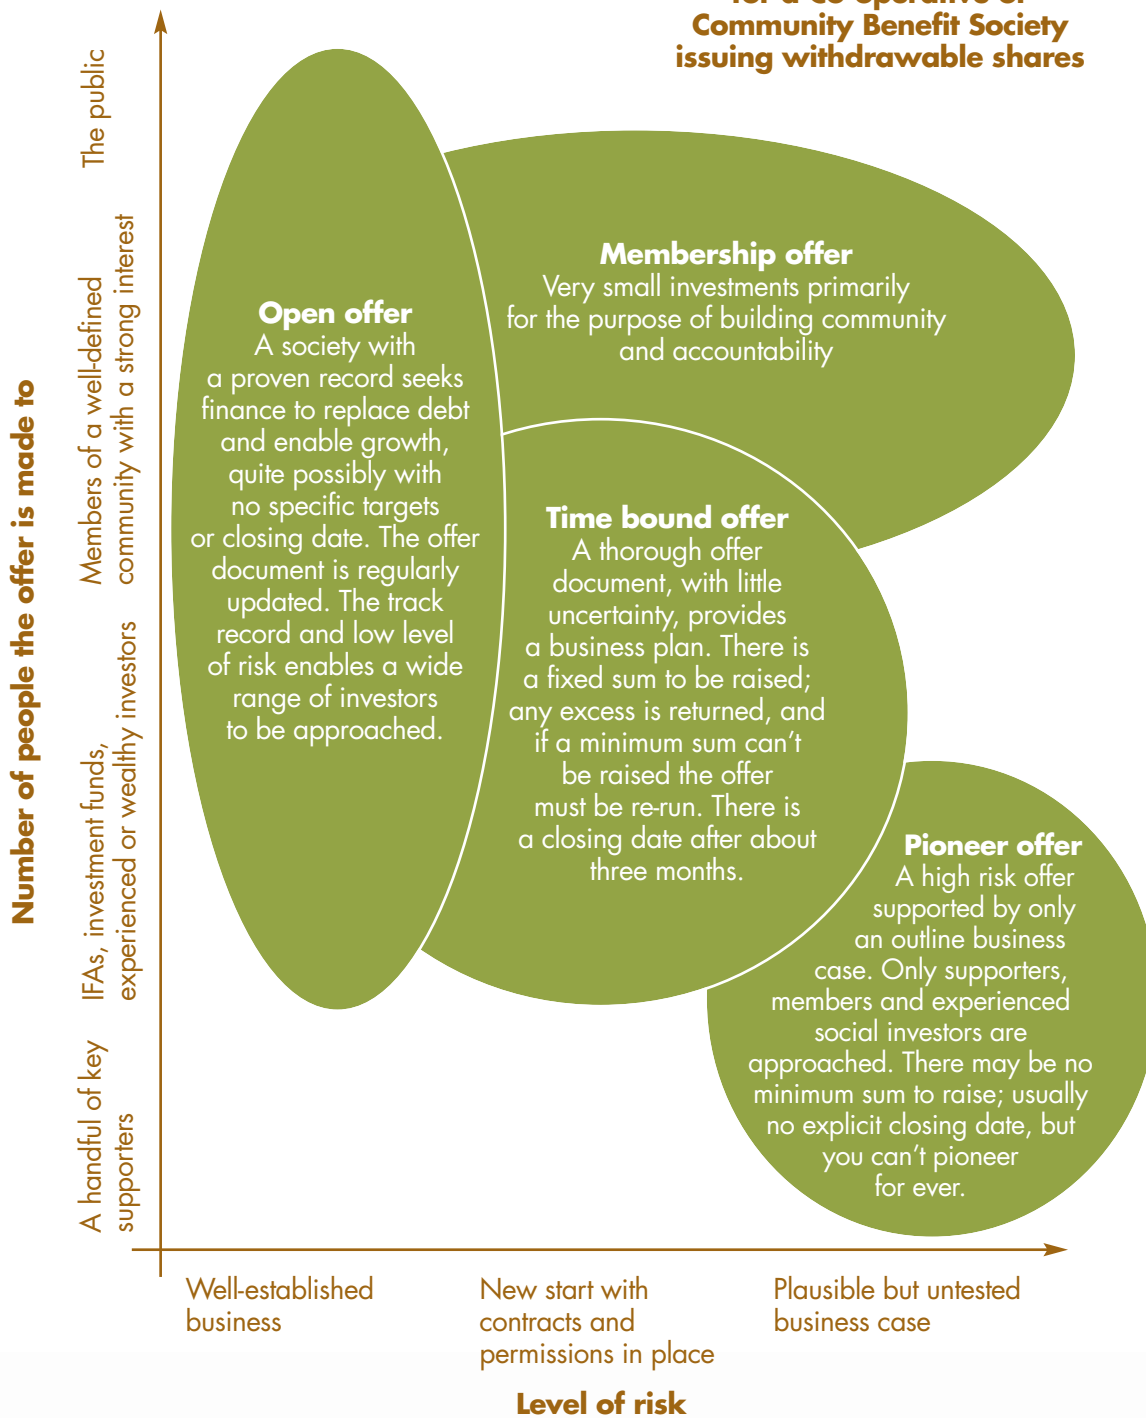 Community Benefit Society
issuing withdrawable shares
Number of people the offer is made to
The public
Members of a well-defined
community with a strong interest
IFAs, investment funds,
experienced or wealthy investors
A handful of key
supporters
Open offer
A society with
a proven record seeks
finance to replace debt
and enable growth,
quite possibly with
no specific targets
or closing date. The offer
document is regularly
updated. The track
record and low level
of risk enables a wide
range of investors
to be approached.
Membership offer
Very small investments primarily
for the purpose of building community
and accountability
Time bound offer
A thorough offer
document, with little
uncertainty, provides
a business plan. There is
a fixed sum to be raised;
any excess is returned, and
if a minimum sum can't
be raised the offer
must be re-run. There is
a closing date after about
three months.
Pioneer offer
A high risk offer
supported by only
an outline business
case. Only supporters,
members and experienced
social investors are
approached. There may be no
minimum sum to raise; usually
no explicit closing date, but
you can't pioneer
for ever.
Well-established
business
New start with
contracts and
permissions in place
Plausible but untested
business case
Level of risk